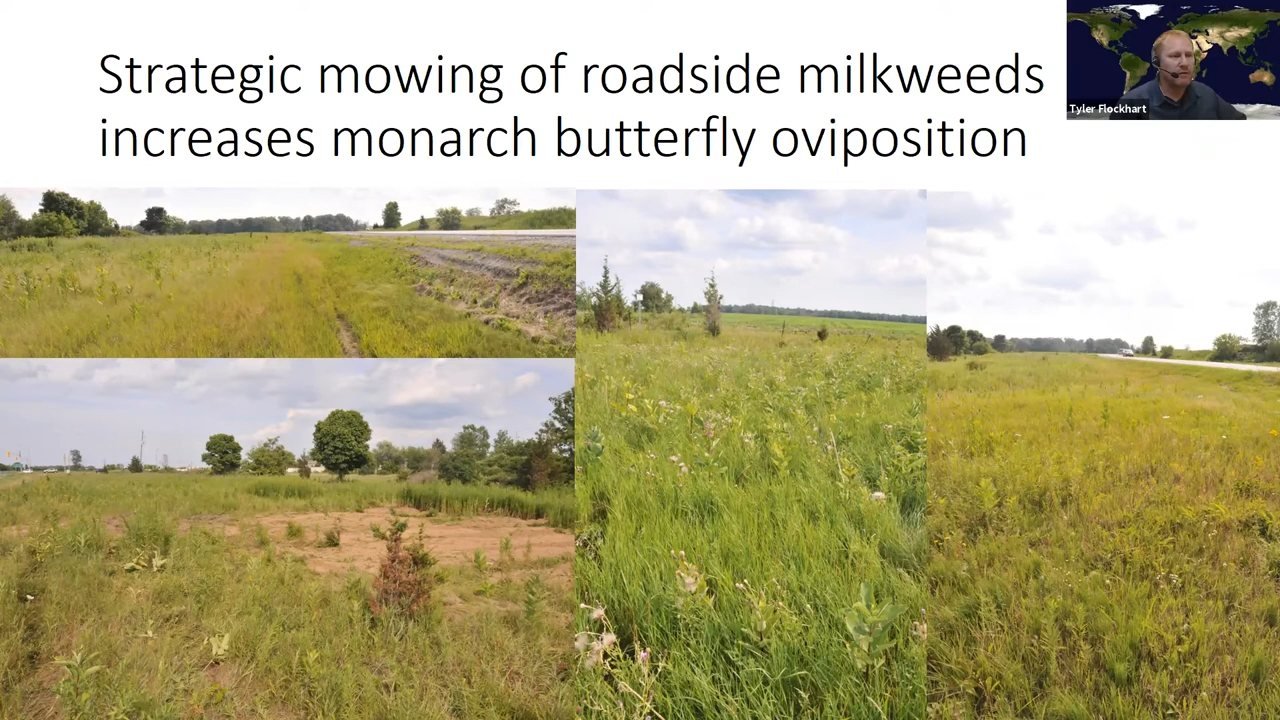 Strategic mowing of roadside milkweeds
increases monarch butterfly oviposition
Tyler Flockhart